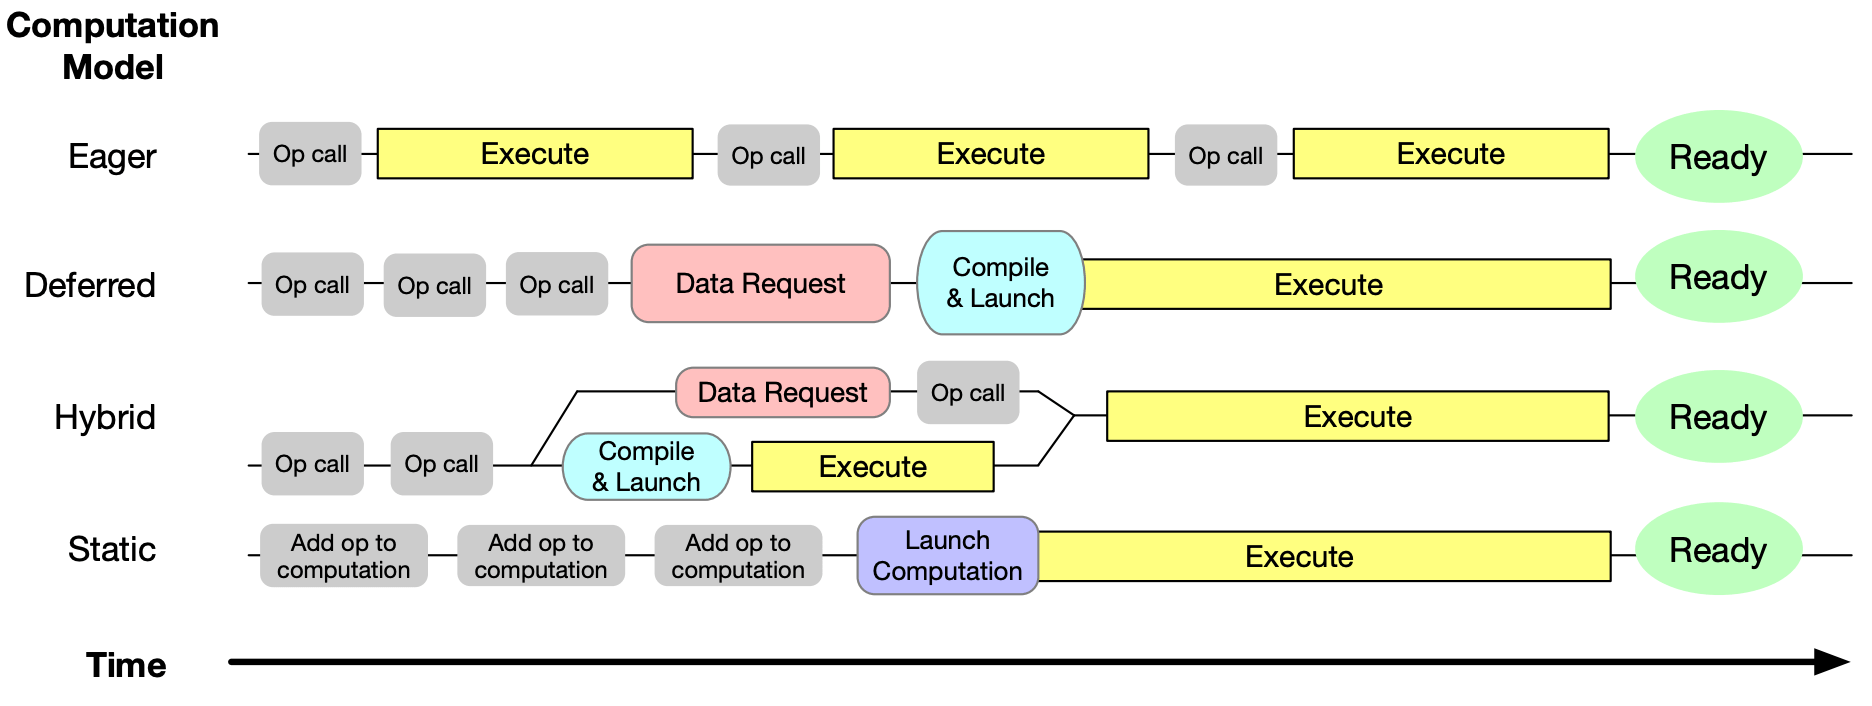 Computation
Model
Eager
Op call
Execute
Op call
Execute
Op call
Execute
Ready
Deferred
Op call
Op call
Op call
Data Request
Compile
& Launch
Execute
Ready
Hybrid
Data Request
Op call
Op call
Op call
Compile
& Launch
Execute
Execute
Ready
Static
Add op to
computation
Add op to
computation
Add op to
computation
Launch
Computation
Execute
Ready
Time